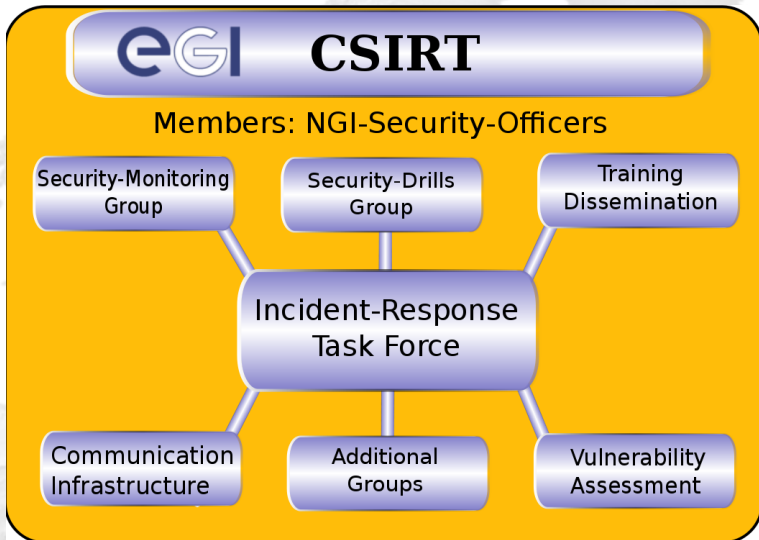 eGI CSIRT
Members: NGI-Security-Officers
Security-Monitoring
Group
Security-Drills
Group
Training
Dissemination
Incident-Response
Task Force
Communication
Infrastructure
Additional
Groups
Vulnerability
Assessment